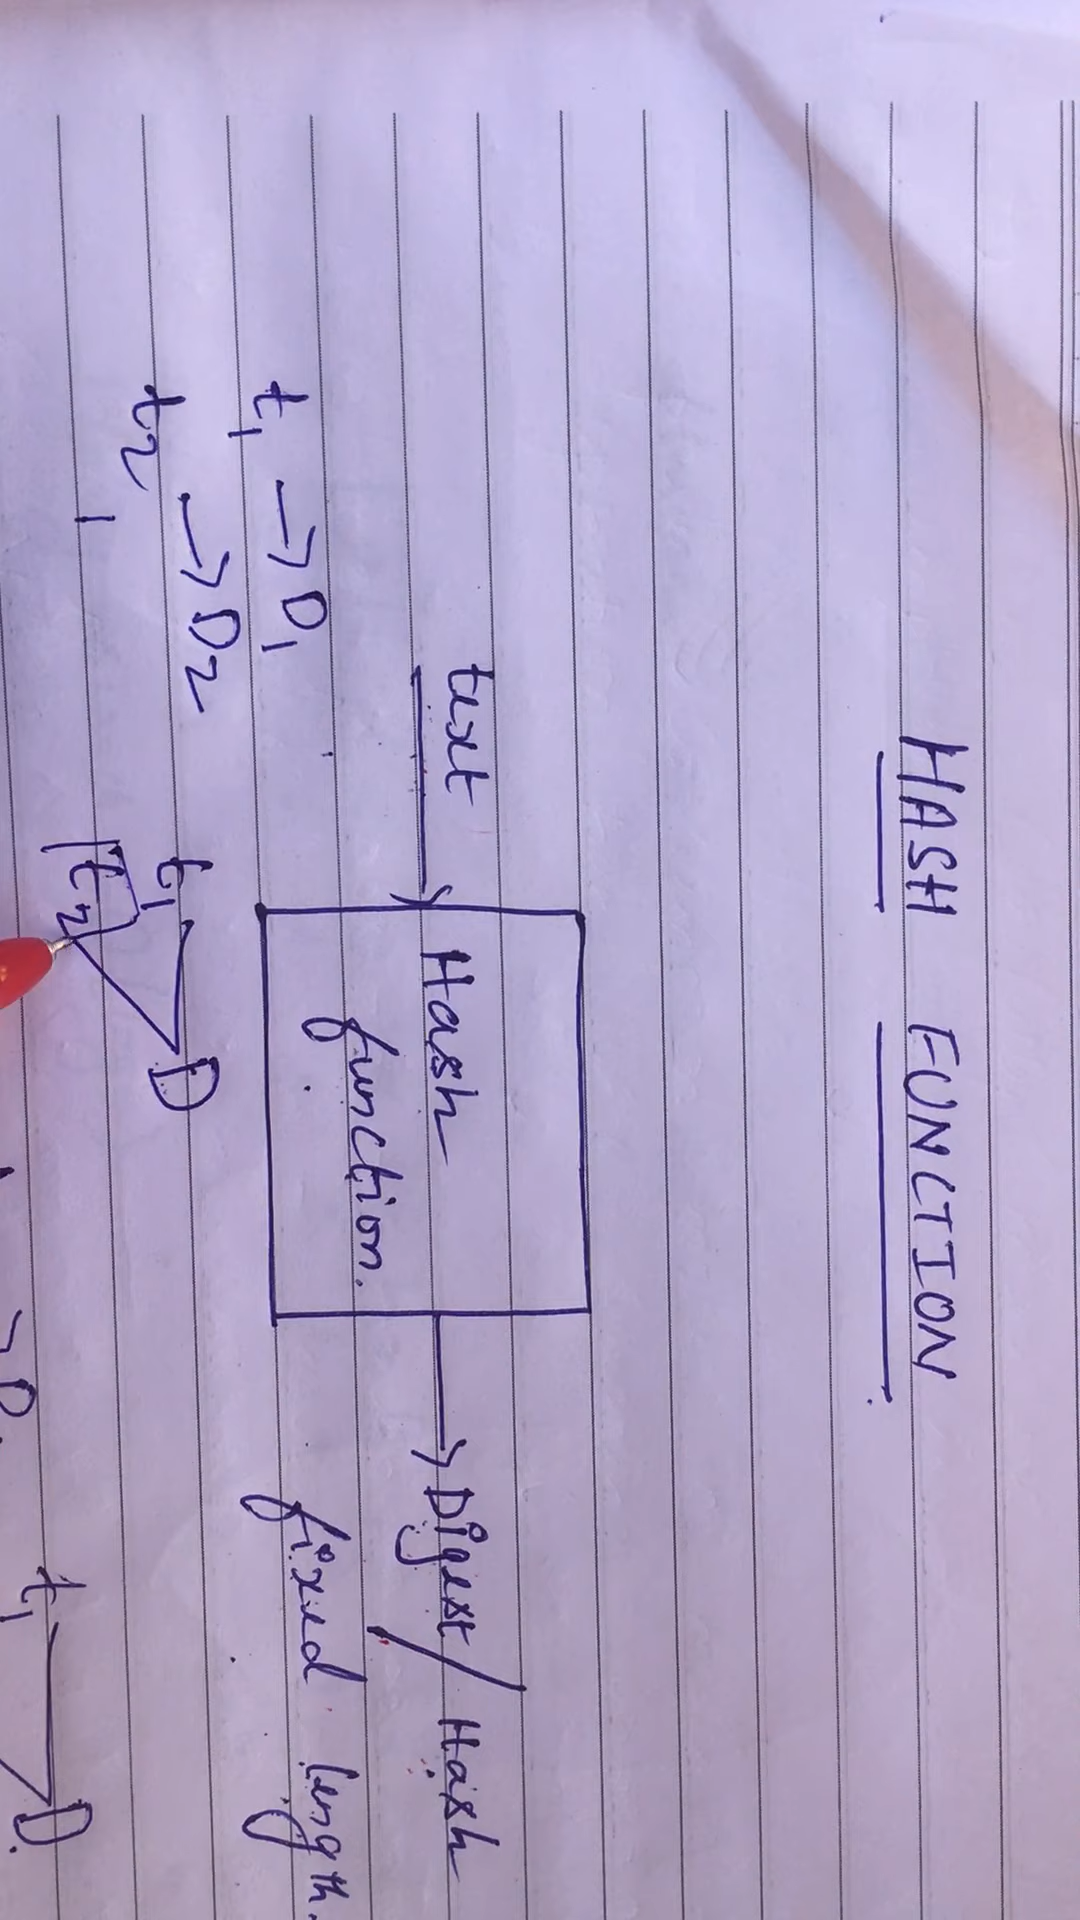 HASH FUNCTION
text Hash → Digest / Hash
function. fixed length.
t1 → D1
t2 → D2
t1 D
t2
t1 D.